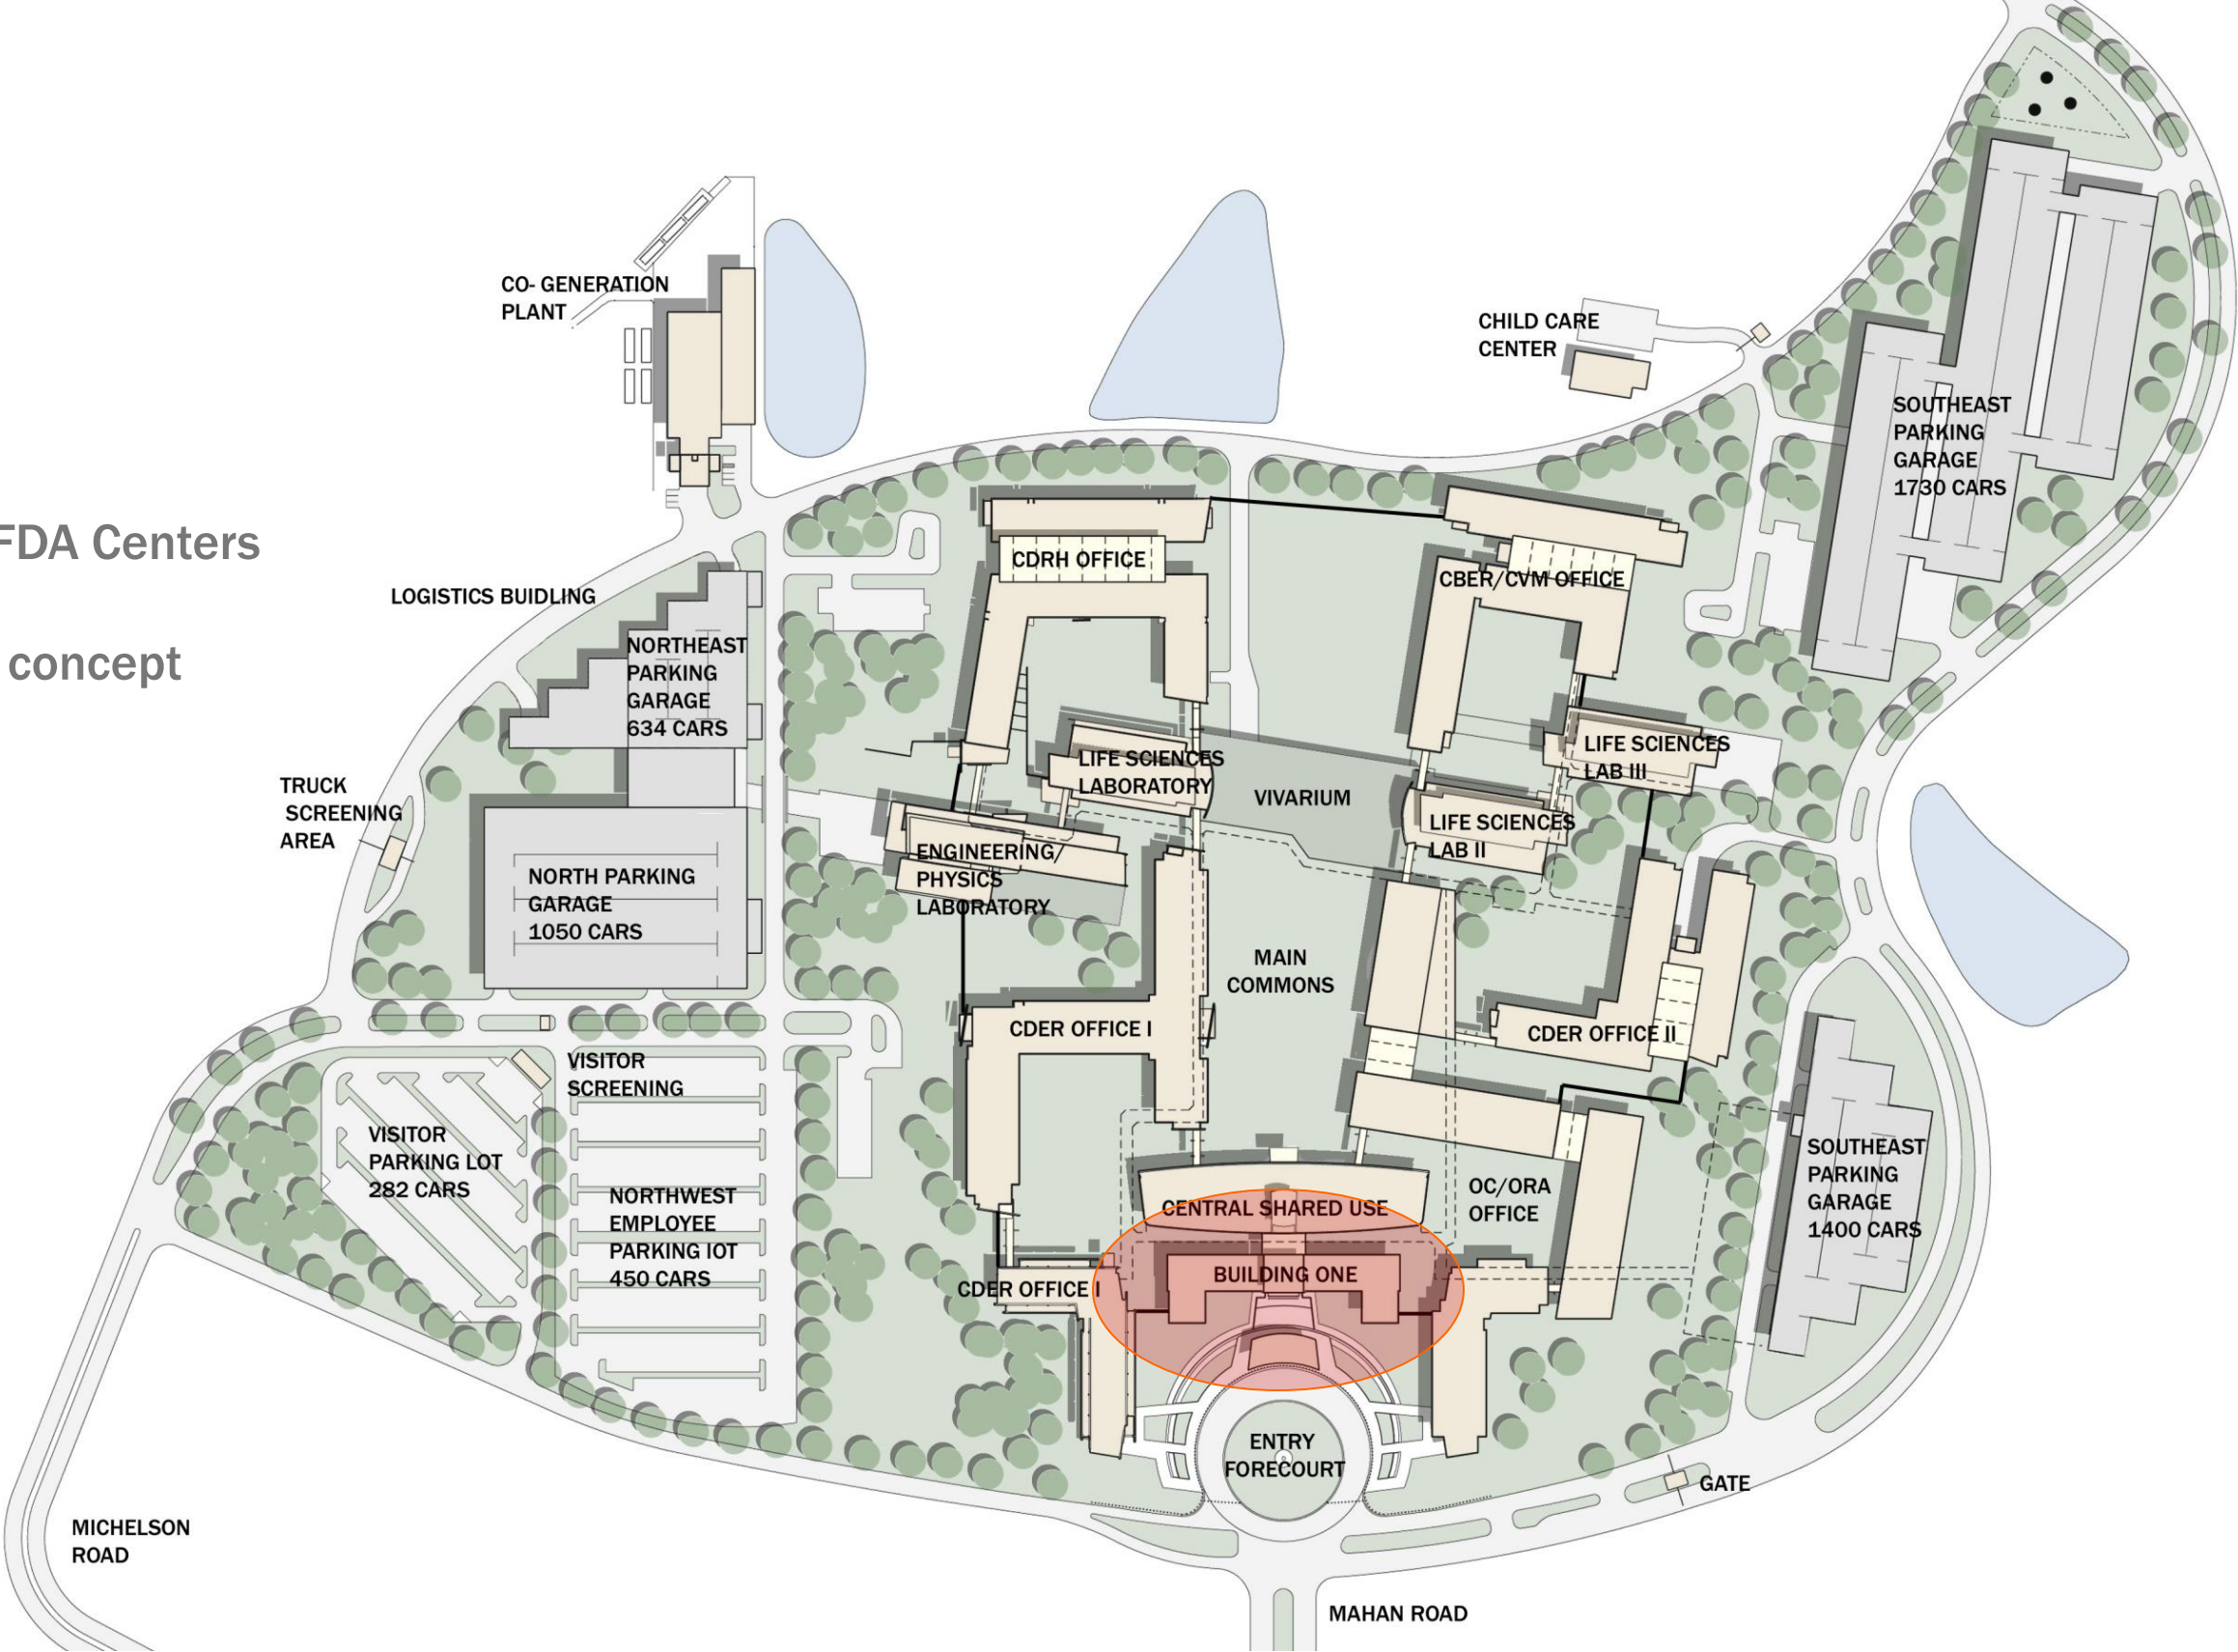 FDA Centers
concept
CO- GENERATION
PLANT
CHILD CARE
CENTER
SOUTHEAST
PARKING
GARAGE
1730 CARS
LOGISTICS BUIDLING
CDRH OFFICE
CBER/CVM OFFICE
NORTHEAST
PARKING
GARAGE
634 CARS
LIFE SCIENCES
LABORATORY
VIVARIUM
LIFE SCIENCES
LAB III
LIFE SCIENCES
LAB II
TRUCK
SCREENING
AREA
ENGINEERING/
PHYSICS
LABORATORY
NORTH PARKING
GARAGE
1050 CARS
MAIN
COMMONS
CDER OFFICE I
CDER OFFICE II
VISITOR
SCREENING
VISITOR
PARKING LOT
282 CARS
NORTHWEST
EMPLOYEE
PARKING IOT
450 CARS
CENTRAL SHARED USE
OC/ORA
OFFICE
SOUTHEAST
PARKING
GARAGE
1400 CARS
BUILDING ONE
CDER OFFICE I
ENTRY
FORECOURT
GATE
MICHELSON
ROAD
MAHAN ROAD